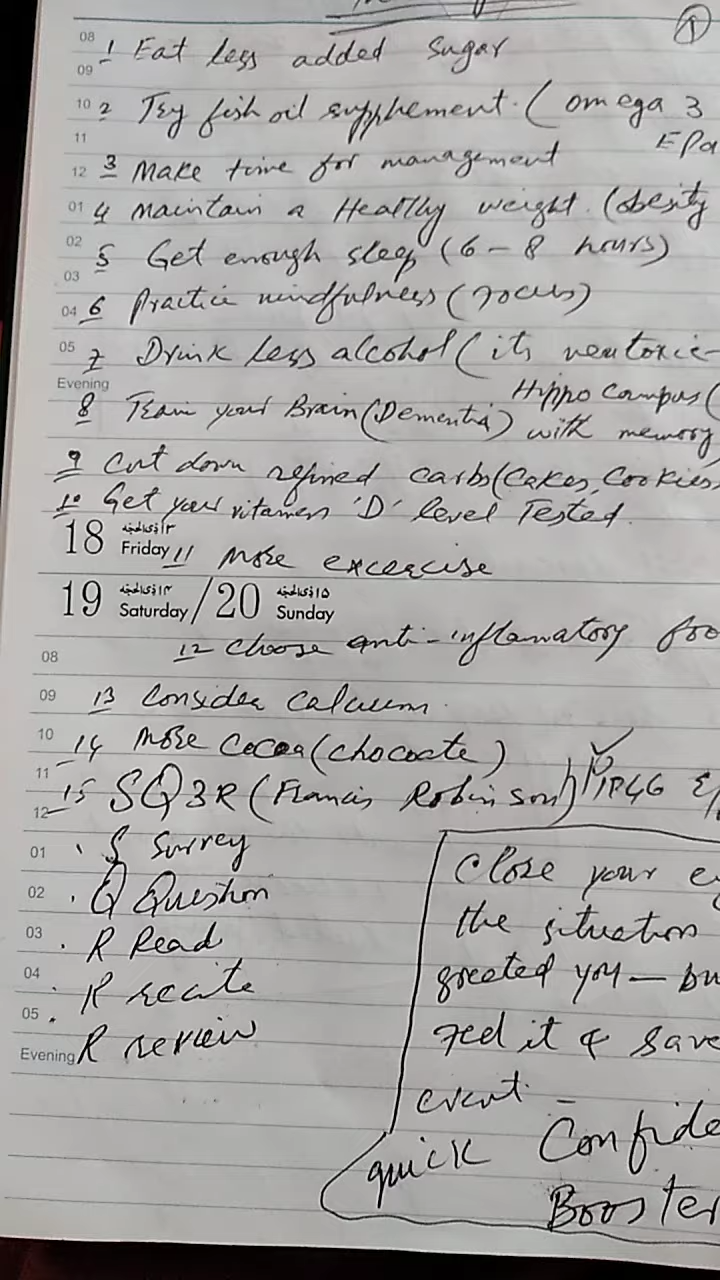 08 1 Eat less added sugar
09
10 2 Try fish oil supphement. (omega 3
11 EPa
12 3 Make time for management
01 4 maintain a Healthy weight. (obesity
02 5 Get enough sleep (6 - 8 hours)
03
04 6 Practice mindfulness (Focus)
05 7 Drink less alcohol (its neutoxic-
Evening Hippo Campus (
8 Train your Brain (Dementia) with memory
9 Cut down refined carbs (Cakes, Cookies,
10 Get your vitamen 'D' level Tested.
18 Friday 11 More excercise
19 Saturday / 20 Sunday
12 choose anti-inflamatory foo
08
09 13 Consider Calcium.
10 14 More Cocoa (chocoate)
11
12 15 SQ3R (Francis Robinson)
01 S Survey
02 Q Question
03 R Read
04 R recite
05 R review
Evening
Close your e
the situation
greeted you — bu
feel it & save
event.
quick Confide
Booster